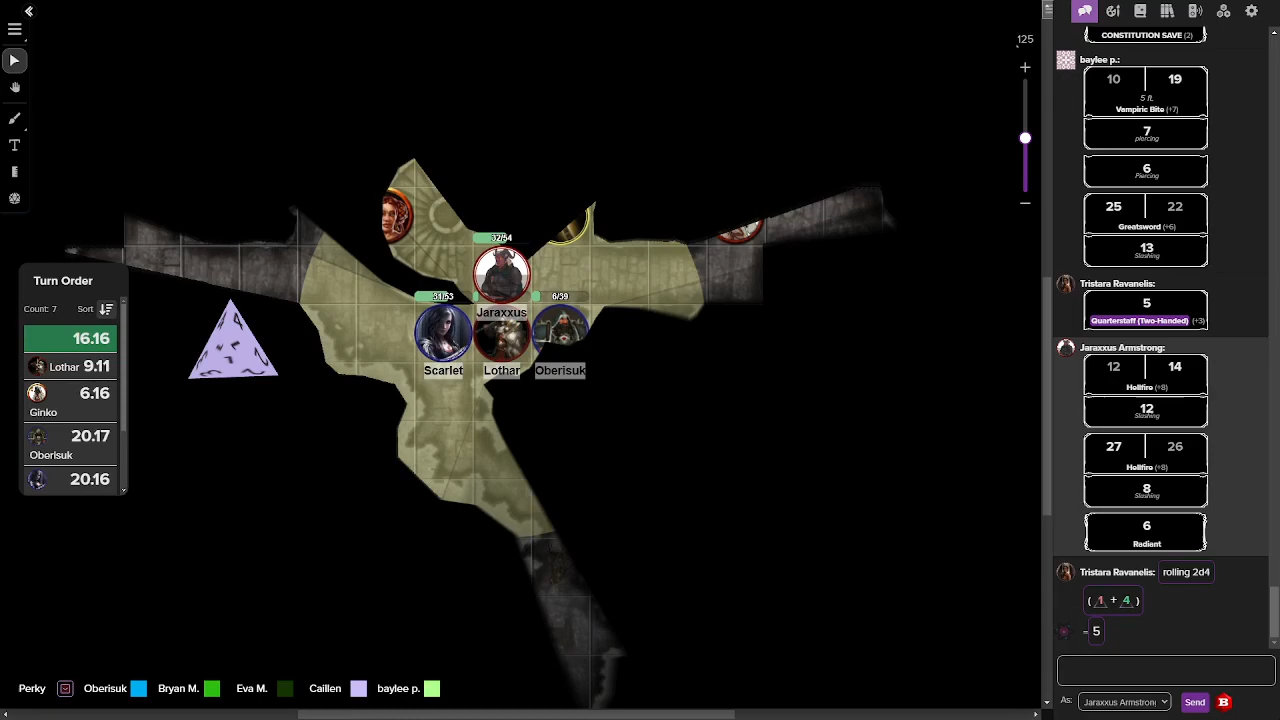 125
CONSTITUTION SAVE (2)
baylee p.:
10 19
5 ft.
Vampiric Bite (+7)
7
piercing
6
Piercing
25 22
Greatsword (+6)
13
Slashing
Tristara Ravanelis:
5
Quarterstaff (Two-Handed) (+3)
Jaraxxus Armstrong:
12 14
Hellfire (+8)
12
Slashing
27 26
Hellfire (+8)
8
Slashing
6
Radiant
Tristara Ravanelis: rolling 2d4
( 1 + 4 )
= 5
As: Jaraxxus Armstrong Send B
Turn Order
Count: 7 Sort
16.16
Lothar 9.11
6.16
Ginko
20.17
Oberisuk
20.16
32/54
Jaraxxus
31/53
6/39
Scarlet Lothar Oberisuk
T
Perky Oberisuk Bryan M. Eva M. Caillen baylee p.